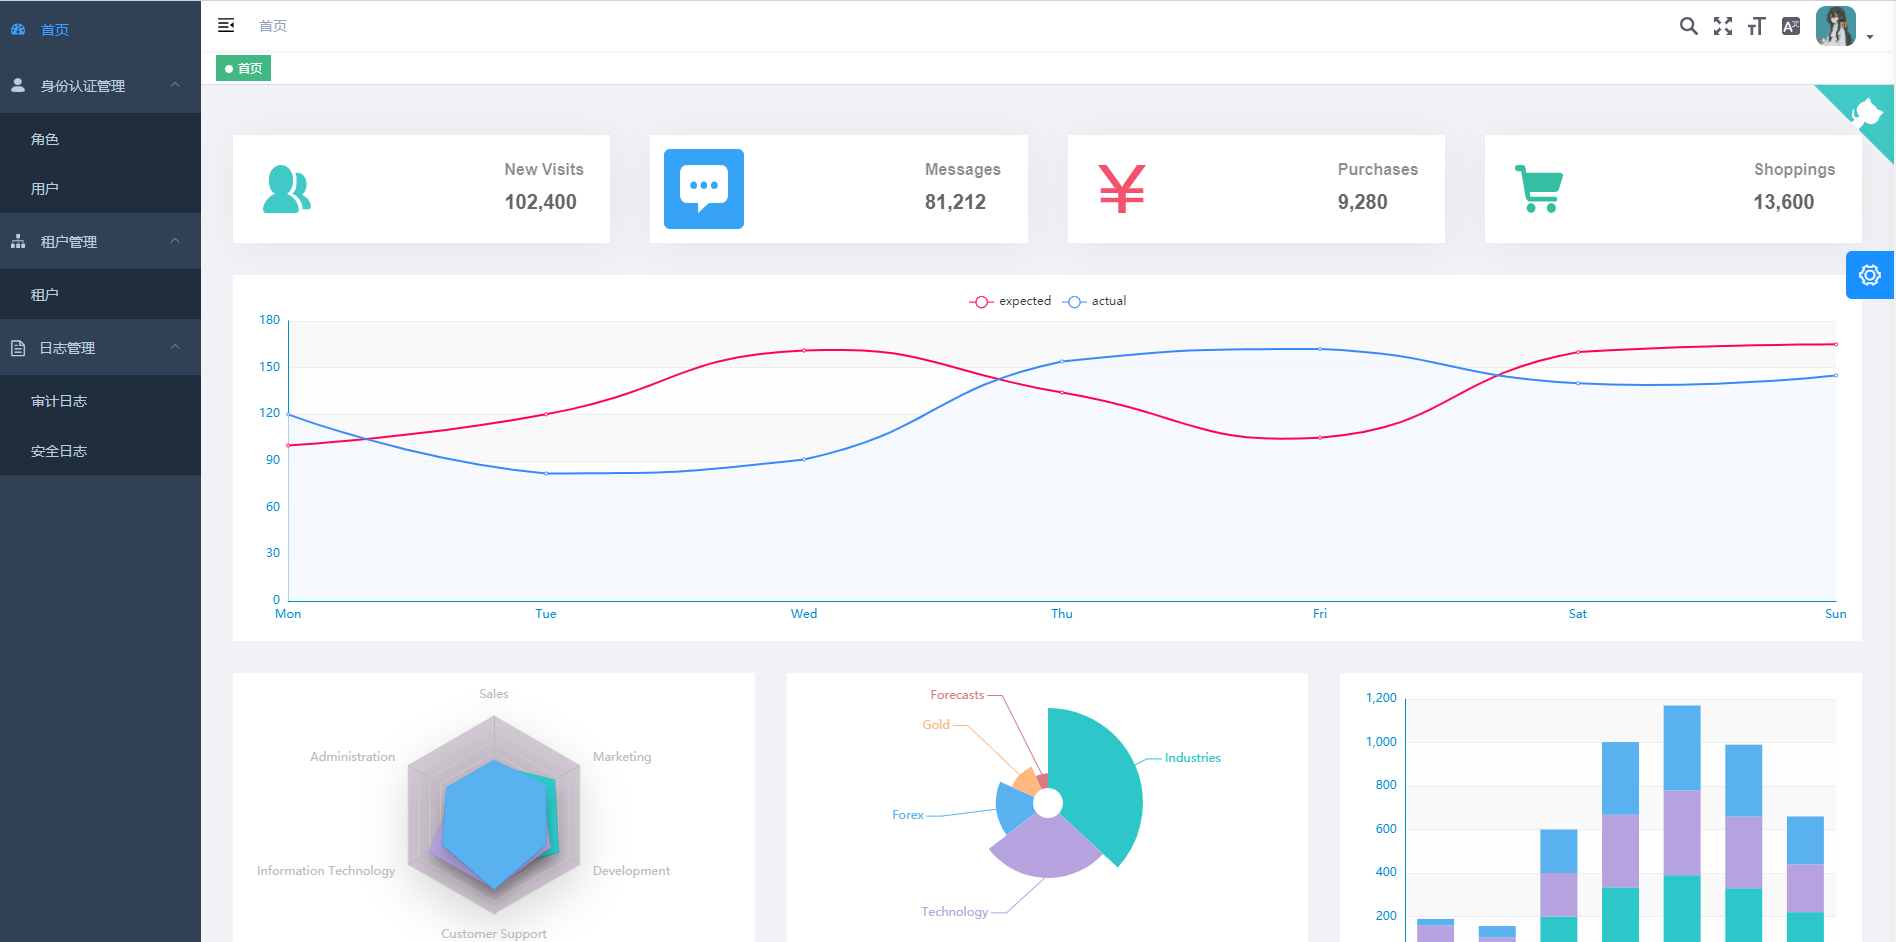 首页
身份认证管理
角色
用户
租户管理
租户
日志管理
审计日志
安全日志
首页
首页
New Visits
102,400
Messages
81,212
Purchases
9,280
Shoppings
13,600
expected
actual
180
150
120
90
60
30
0
Mon
Tue
Wed
Thu
Fri
Sat
Sun
Sales
Administration
Marketing
Information Technology
Development
Customer Support
Forecasts
Gold
Industries
Forex
Technology
1,200
1,000
800
600
400
200